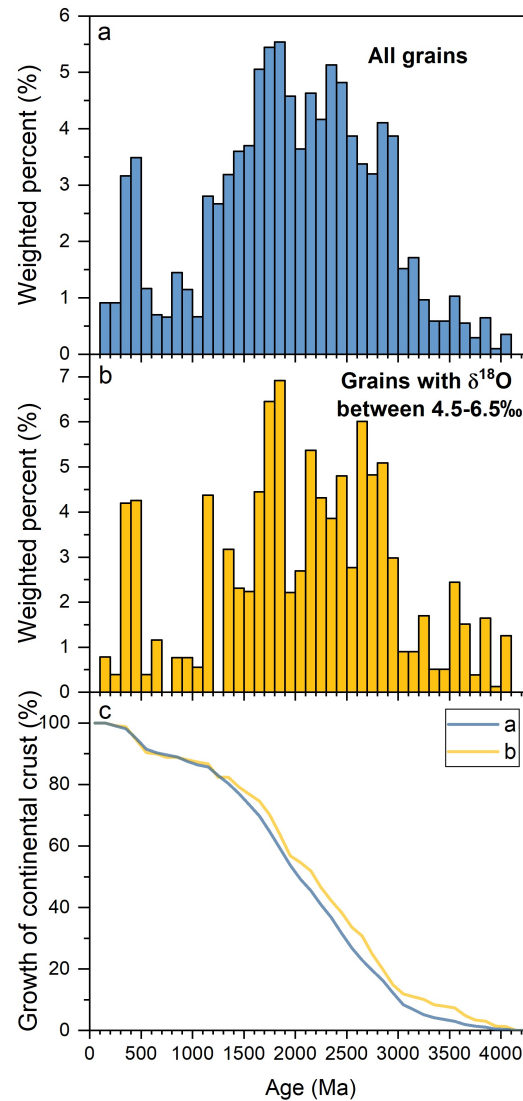 a
All grains
Weighted percent (%)
6
5
4
3
2
1
0
b
Grains with δ¹⁸O
between 4.5-6.5‰
Weighted percent (%)
7
6
5
4
3
2
1
0
c
a
b
Growth of continental crust (%)
100
80
60
40
20
0
0 500 1000 1500 2000 2500 3000 3500 4000
Age (Ma)